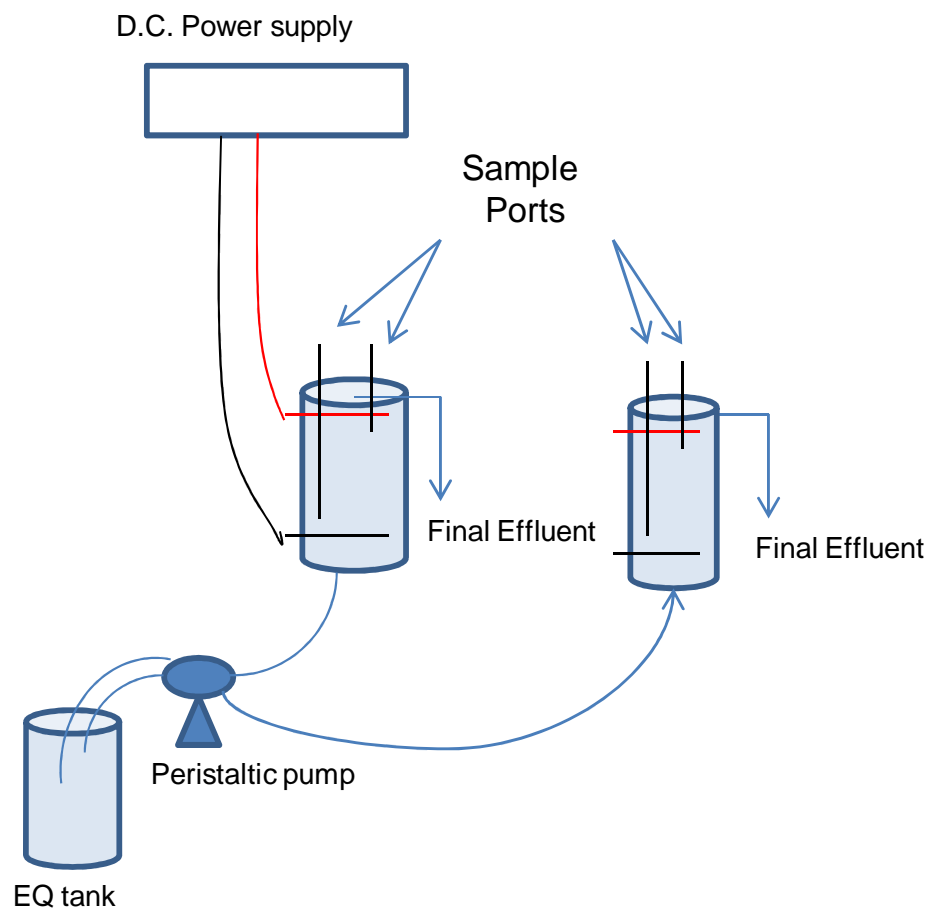 D.C. Power supply
Sample
Ports
Final Effluent
Final Effluent
Peristaltic pump
EQ tank